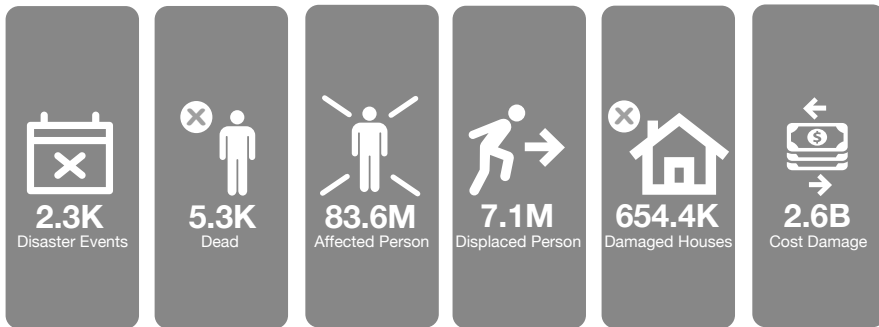 2.3K
Disaster Events
5.3K
Dead
83.6M
Affected Person
7.1M
Displaced Person
654.4K
Damaged Houses
$
2.6B
Cost Damage